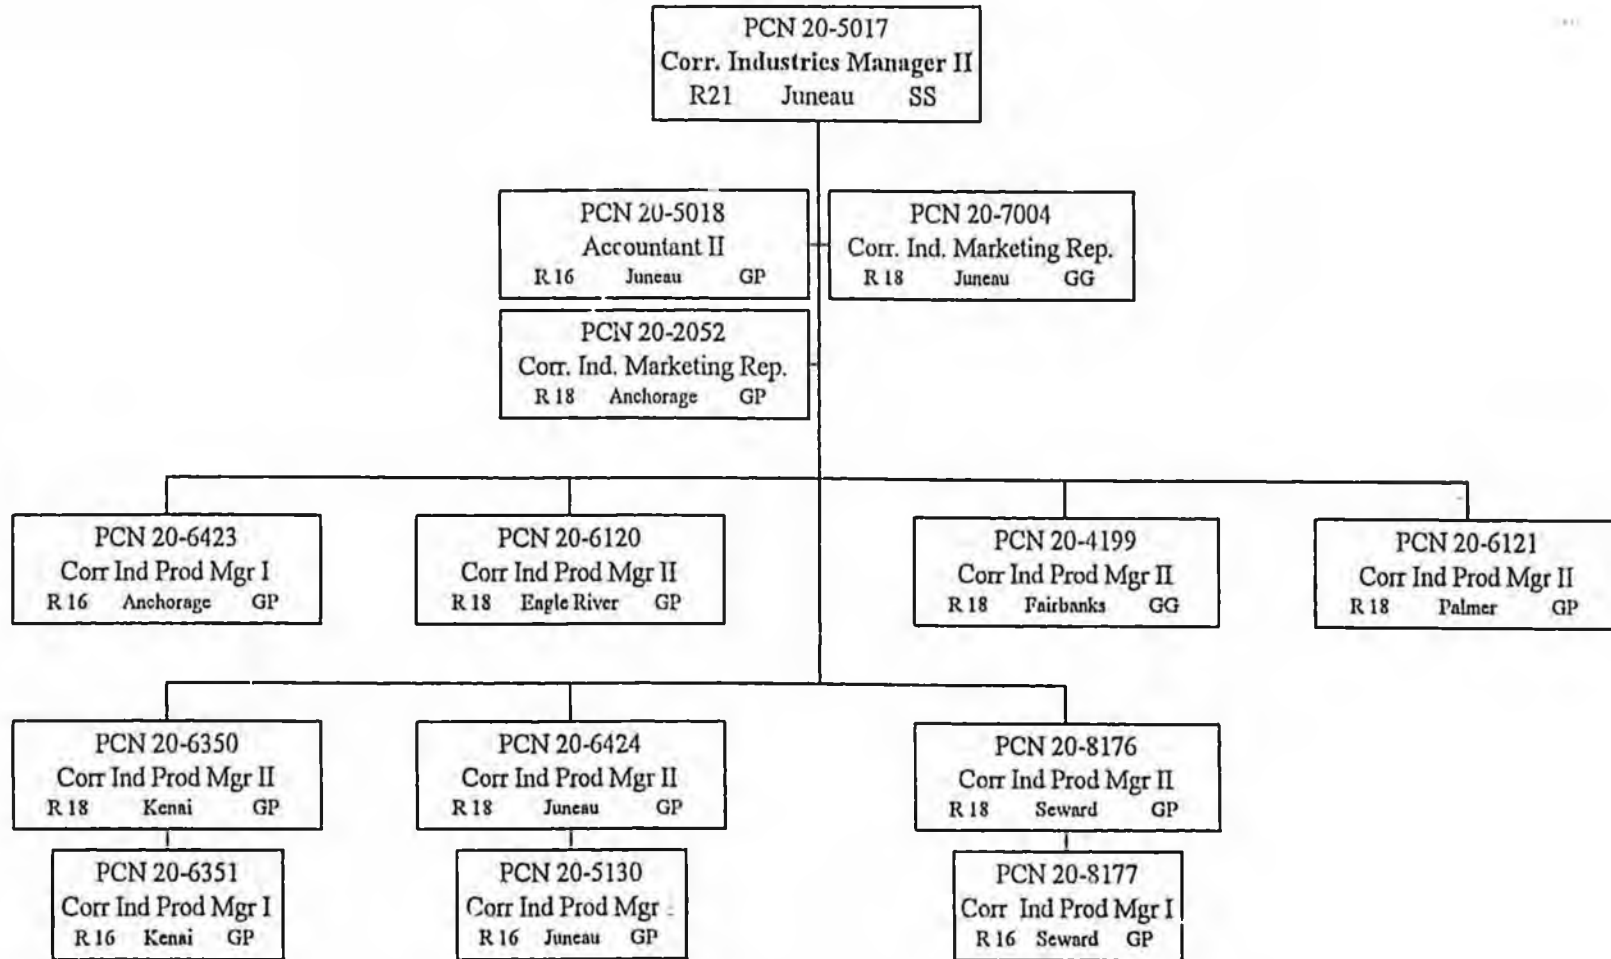 PCN 20-5017
Corr. Industries Manager II
R21 Juneau SS
PCN 20-5018
Accountant II
R 16 Juneau GP
PCN 20-7004
Corr. Ind. Marketing Rep.
R 18 Juneau GG
PCN 20-2052
Corr. Ind. Marketing Rep.
R 18 Anchorage GP
PCN 20-6423
Corr Ind Prod Mgr I
R 16 Anchorage GP
PCN 20-6120
Corr Ind Prod Mgr II
R 18 Eagle River GP
PCN 20-4199
Corr Ind Prod Mgr II
R 18 Fairbanks GG
PCN 20-6121
Corr Ind Prod Mgr II
R 18 Palmer GP
PCN 20-6350
Corr Ind Prod Mgr II
R 18 Kenai GP
PCN 20-6424
Corr Ind Prod Mgr II
R 18 Juneau GP
PCN 20-8176
Corr Ind Prod Mgr II
R 18 Seward GP
PCN 20-6351
Corr Ind Prod Mgr I
R 16 Kenai GP
PCN 20-5130
Corr Ind Prod Mgr
R 16 Juneau GP
PCN 20-8177
Corr Ind Prod Mgr I
R 16 Seward GP